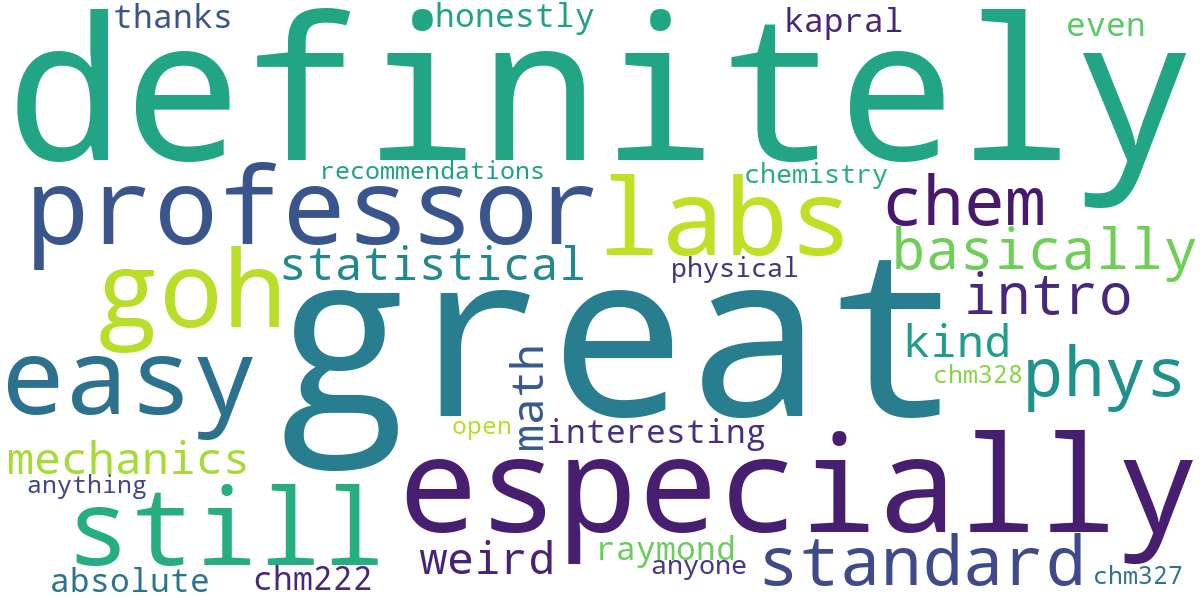 thanks
honestly
kapral
even
definitely
recommendations
chemistry
professor
labs
chem
goh
statistical
physical
basically
great
intro
easy
math
kind
chm328
phys
open
interesting
mechanics
anything
especially
still
weird
raymond
anyone
standard
absolute
chm222
chm327